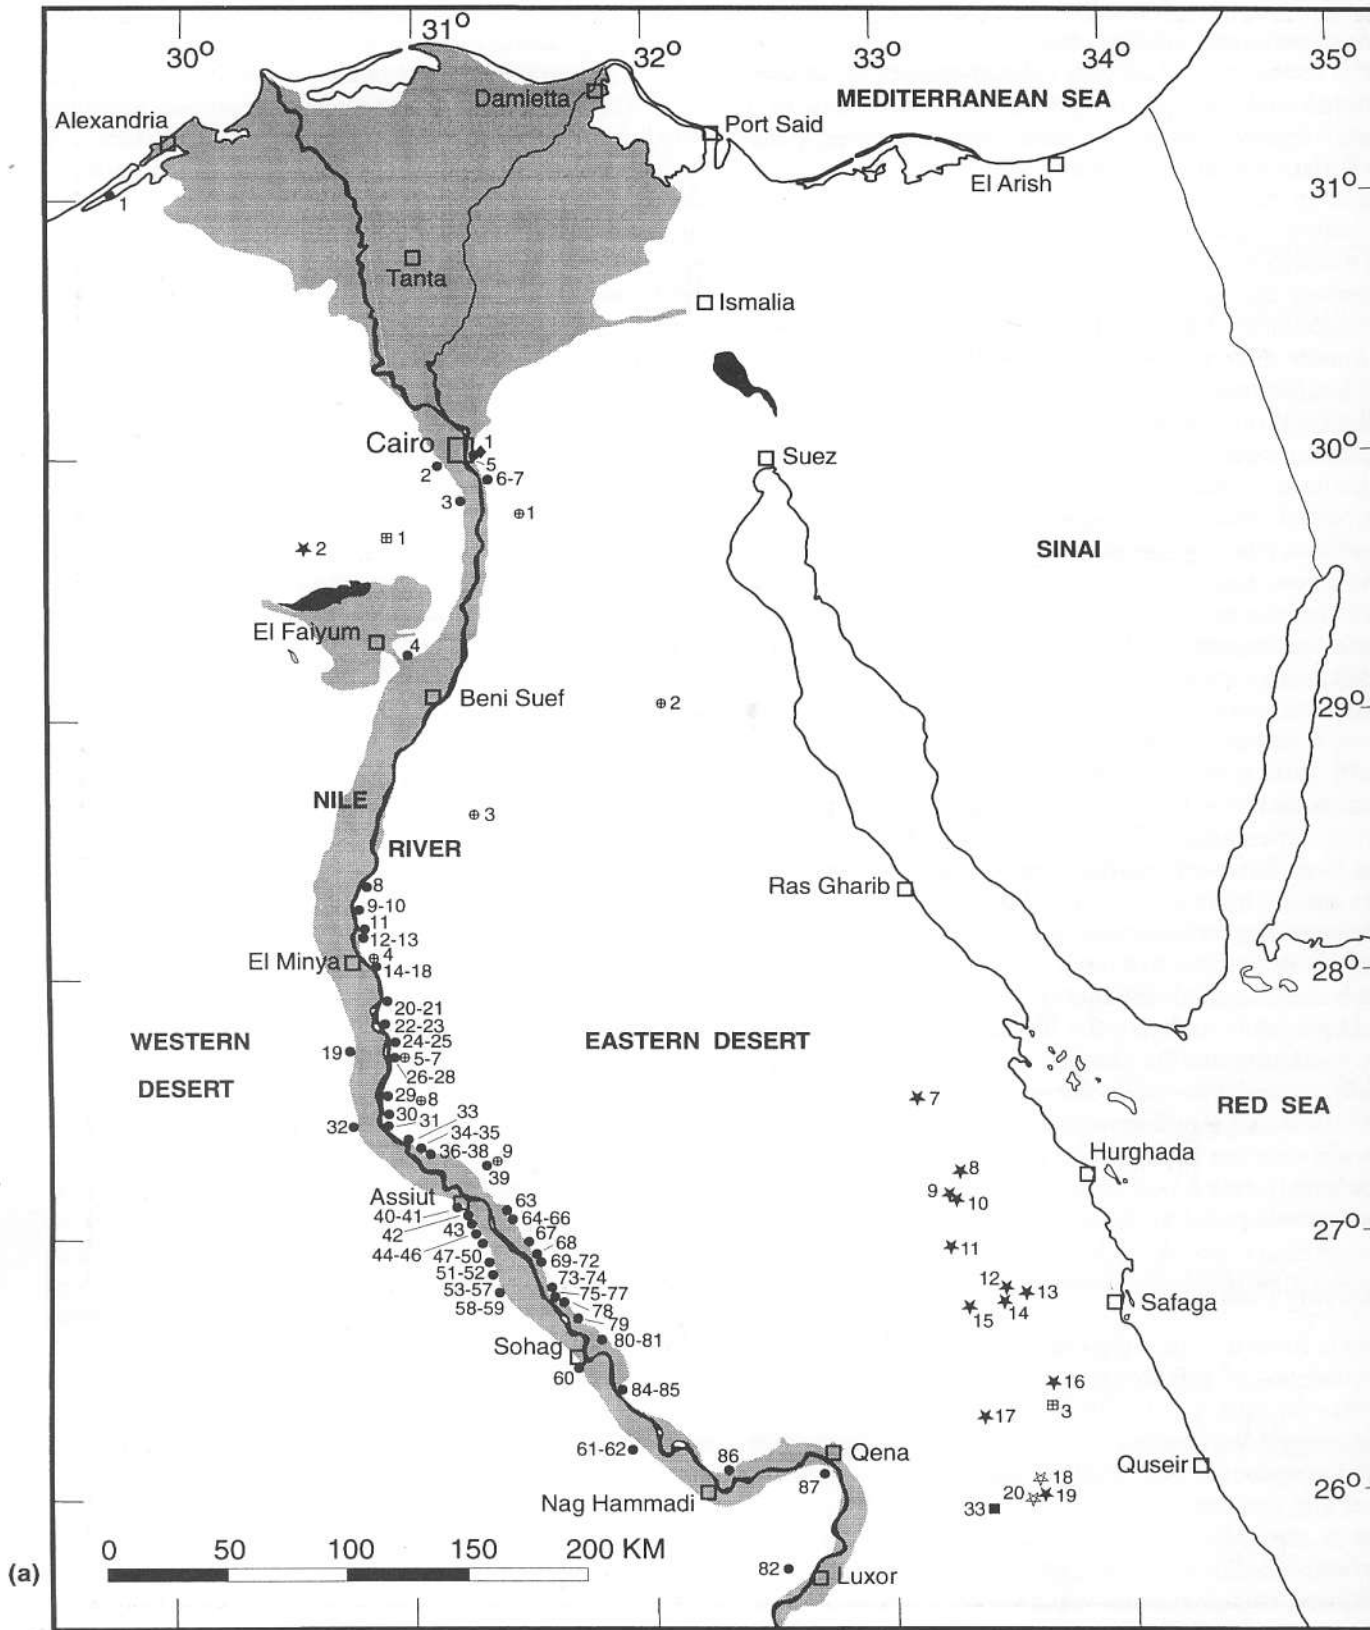 30° 31° 32° 33° 34° 35°
MEDITERRANEAN SEA
Damietta
Alexandria
Port Said
El Arish
1
31°
Tanta
Ismalia
Cairo
1
30°
5
Suez
2
6-7
3
1
1
2
SINAI
El Faiyum
4
Beni Suef
2
29°
NILE
3
RIVER
8
Ras Gharib
9-10
11
12-13
4
El Minya
14-18
28°
20-21
22-23
WESTERN
EASTERN DESERT
24-25
19
5-7
26-28
DESERT
29
8
7
RED SEA
30
33
31
32
34-35
36-38
9
Hurghada
39
8
9
10
Assiut
63
40-41
64-66
42
43
67
27°
44-46
68
11
47-50
69-72
51-52
73-74
12
13
53-57
75-77
58-59
78
15
14
Safaga
79
80-81
Sohag
60
16
84-85
3
17
61-62
86
Qena
87
18
Quseir
Nag Hammadi
20
19
26°
33
0 50 100 150 200 KM
(a)
82
Luxor